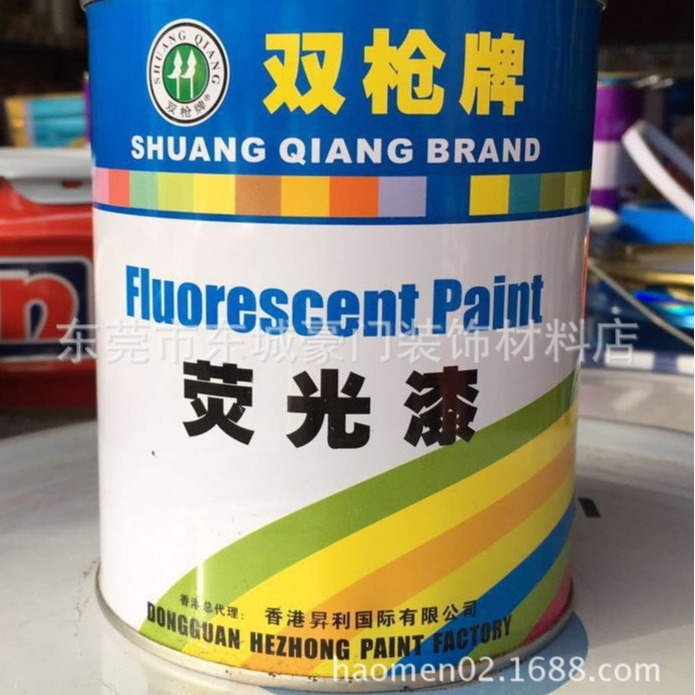 SHUANG QIANG
双枪牌®
双枪牌
SHUANG QIANG BRAND
Fluorescent Paint
东莞市东城豪门装饰材料店
荧光漆
香港总代理：香港昇利国际有限公司
DONGGUAN HEZHONG PAINT FACTORY
haomen02.1688.com